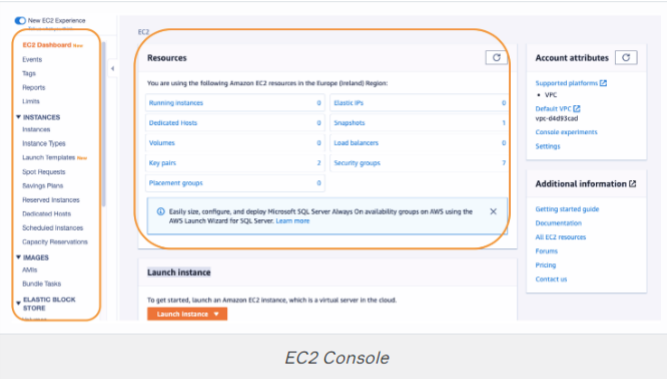 New EC2 Experience
EC2 Dashboard New
Events
Tags
Reports
Limits
INSTANCES
Instances
Instance Types
Launch Templates New
Spot Requests
Savings Plans
Reserved Instances
Dedicated Hosts
Scheduled Instances
Capacity Reservations
IMAGES
AMIs
Bundle Tasks
ELASTIC BLOCK
STORE
EC2
Resources
You are using the following Amazon EC2 resources in the Europe (Ireland) Region:
Running instances 0 Elastic IPs 0
Dedicated Hosts 0 Snapshots 1
Volumes 0 Load balancers 0
Key pairs 2 Security groups 7
Placement groups 0
Easily size, configure, and deploy Microsoft SQL Server Always On availability groups on AWS using the
AWS Launch Wizard for SQL Server. Learn more
Launch instance
To get started, launch an Amazon EC2 instance, which is a virtual server in the cloud.
Launch instance
Account attributes
Supported platforms
• VPC
Default VPC
vpc-d4d93cad
Console experiments
Settings
Additional information
Getting started guide
Documentation
All EC2 resources
Forums
Pricing
Contact us
EC2 Console